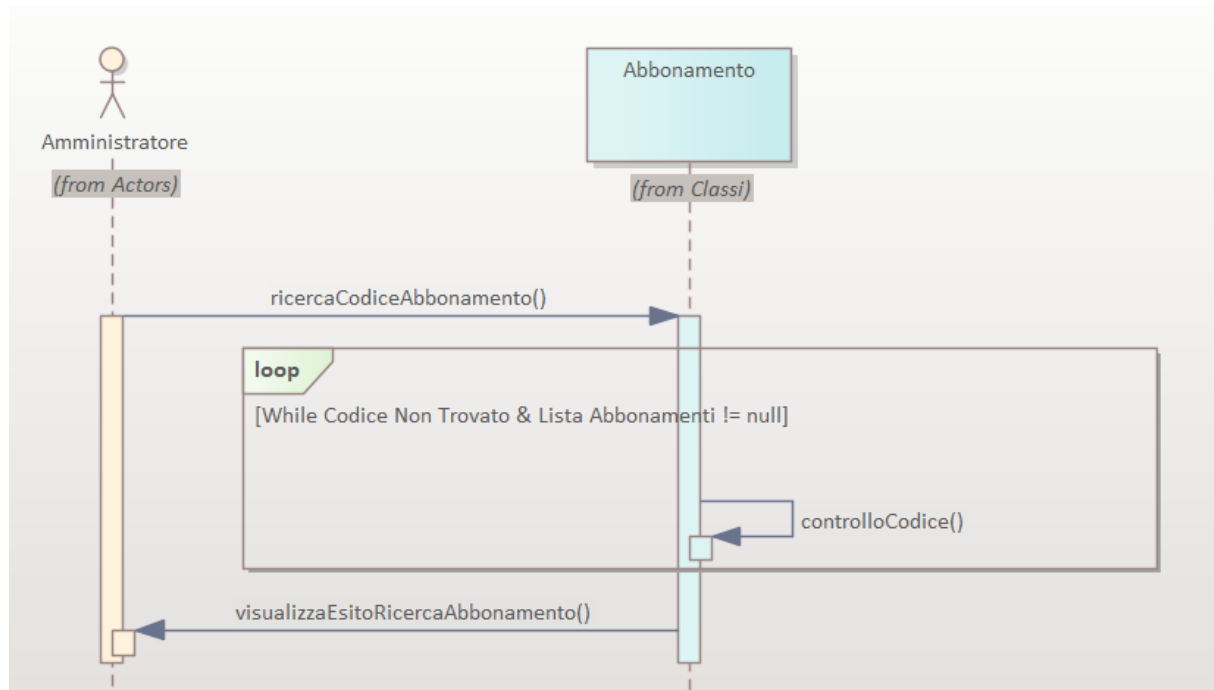 Abbonamento
Amministratore
(from Actors)
(from Classi)
ricercaCodiceAbbonamento()
loop
[While Codice Non Trovato & Lista Abbonamenti != null]
controlloCodice()
visualizzaEsitoRicercaAbbonamento()